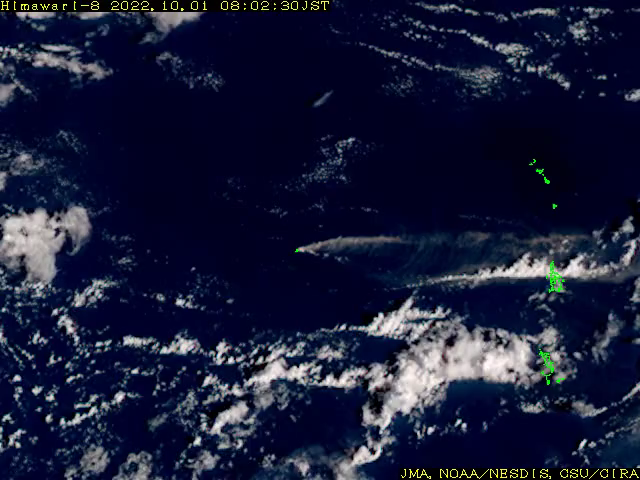 Himawari-8 2022.10.01 08:02:30JST
JMA, NOAA/NESDIS, CSU/CIRA